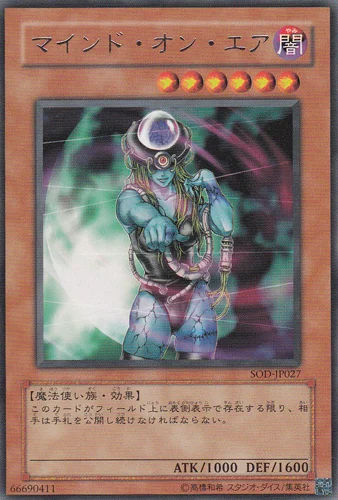 マインド・オン・エア
闇
SOD-JP027
【魔法使い族・効果】
このカードがフィールド上に表側表示で存在する限り、相
手は手札を公開し続けなければならない。
ATK/1000 DEF/1600
66690411
©高橋和希 スタジオ・ダイス/集英社